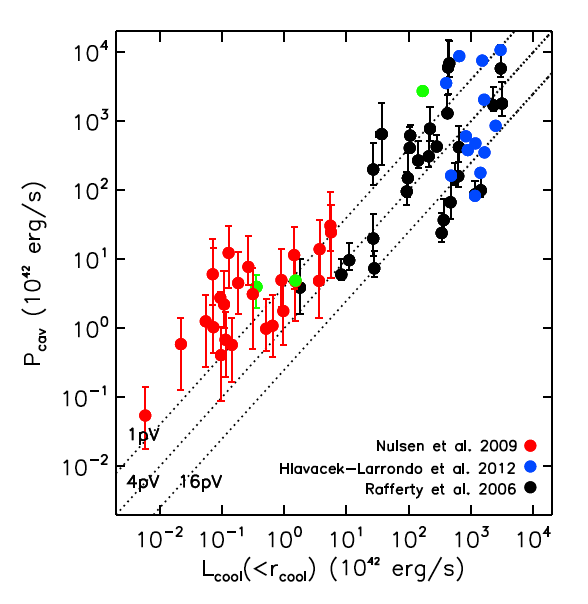 10⁴
10³
10²
10¹
10⁰
10⁻¹
10⁻²
P_cav (10⁴² erg/s)
1pV
4pV
16pV
Nulsen et al. 2009
Hlavacek-Larrondo et al. 2012
Rafferty et al. 2006
10⁻² 10⁻¹ 10⁰ 10¹ 10² 10³ 10⁴
L_cool(<r_cool) (10⁴² erg/s)